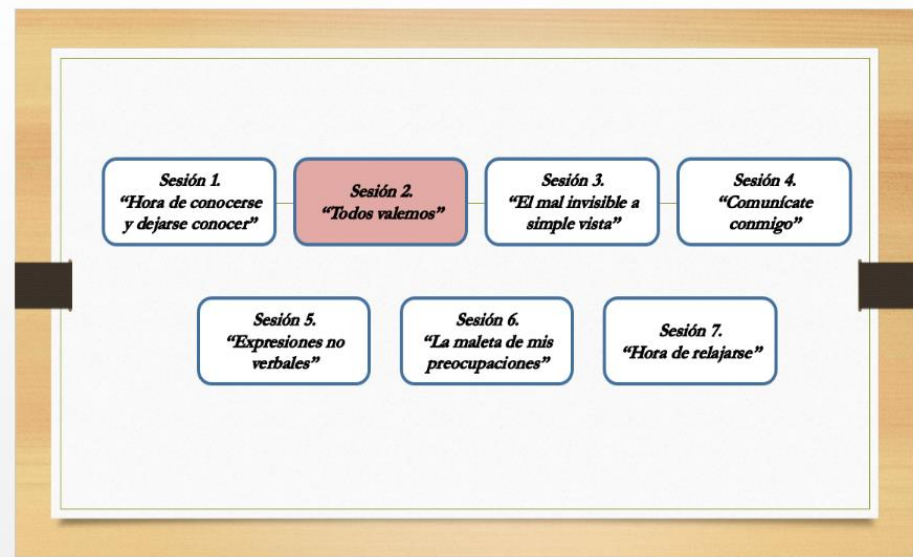 Sesión 1.
“Hora de conocerse
y dejarse conocer”
Sesión 2.
“Todos valemos”
Sesión 3.
“El mal invisible a
simple vista”
Sesión 4.
“Comunícate
conmigo”
Sesión 5.
“Expresiones no
verbales”
Sesión 6.
“La maleta de mis
preocupaciones”
Sesión 7.
“Hora de relajarse”